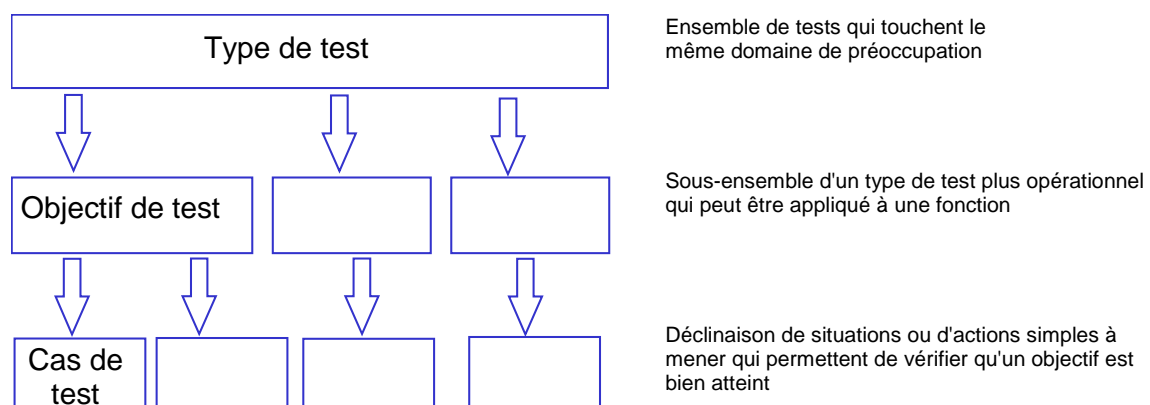 Type de test
Ensemble de tests qui touchent le
même domaine de préoccupation
Objectif de test
Sous-ensemble d'un type de test plus opérationnel
qui peut être appliqué à une fonction
Cas de
test
Déclinaison de situations ou d'actions simples à
mener qui permettent de vérifier qu'un objectif est
bien atteint